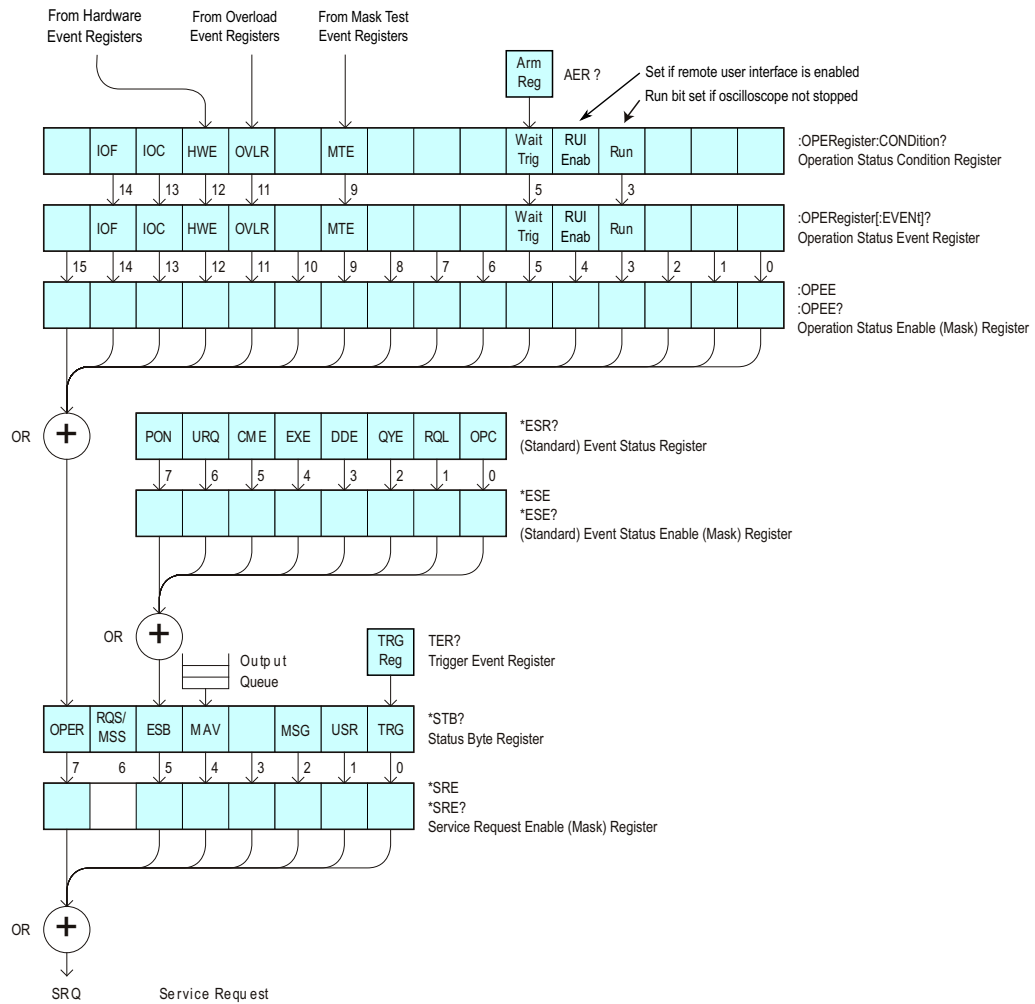 From Hardware
Event Registers
From Overload
Event Registers
From Mask Test
Event Registers
Arm
Reg
AER ?
Set if remote user interface is enabled
Run bit set if oscilloscope not stopped
IOF
IOC
HWE
OVLR
MTE
Wait
Trig
RUI
Enab
Run
:OPERegister:CONDition?
Operation Status Condition Register
14 13 12 11 9 5 3
IOF
IOC
HWE
OVLR
MTE
Wait
Trig
RUI
Enab
Run
:OPERegister[:EVENt]?
Operation Status Event Register
15 14 13 12 11 10 9 8 7 6 5 4 3 2 1 0
:OPEE
:OPEE?
Operation Status Enable (Mask) Register
OR
+
PON URQ CME EXE DDE QYE RQL OPC
*ESR?
(Standard) Event Status Register
7 6 5 4 3 2 1 0
*ESE
*ESE?
(Standard) Event Status Enable (Mask) Register
OR
+
Output
Queue
TRG
Reg
TER?
Trigger Event Register
OPER
RQS/
MSS
ESB
MAV
MSG
USR
TRG
*STB?
Status Byte Register
7 6 5 4 3 2 1 0
*SRE
*SRE?
Service Request Enable (Mask) Register
OR
+
SRQ
Service Request